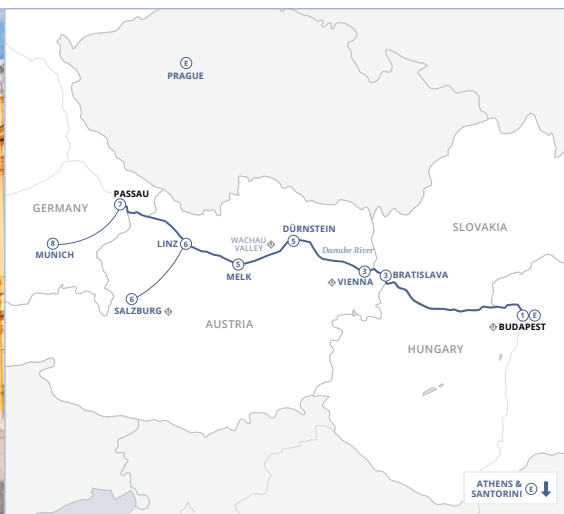 E
PRAGUE
PASSAU
7
GERMANY
8
MUNICH
LINZ 6
WACHAU
VALLEY
5
MELK
DÜRNSTEIN
5
Danube River
SLOVAKIA
3
VIENNA
3 BRATISLAVA
6
SALZBURG
AUSTRIA
1 E
BUDAPEST
HUNGARY
ATHENS &
SANTORINI E